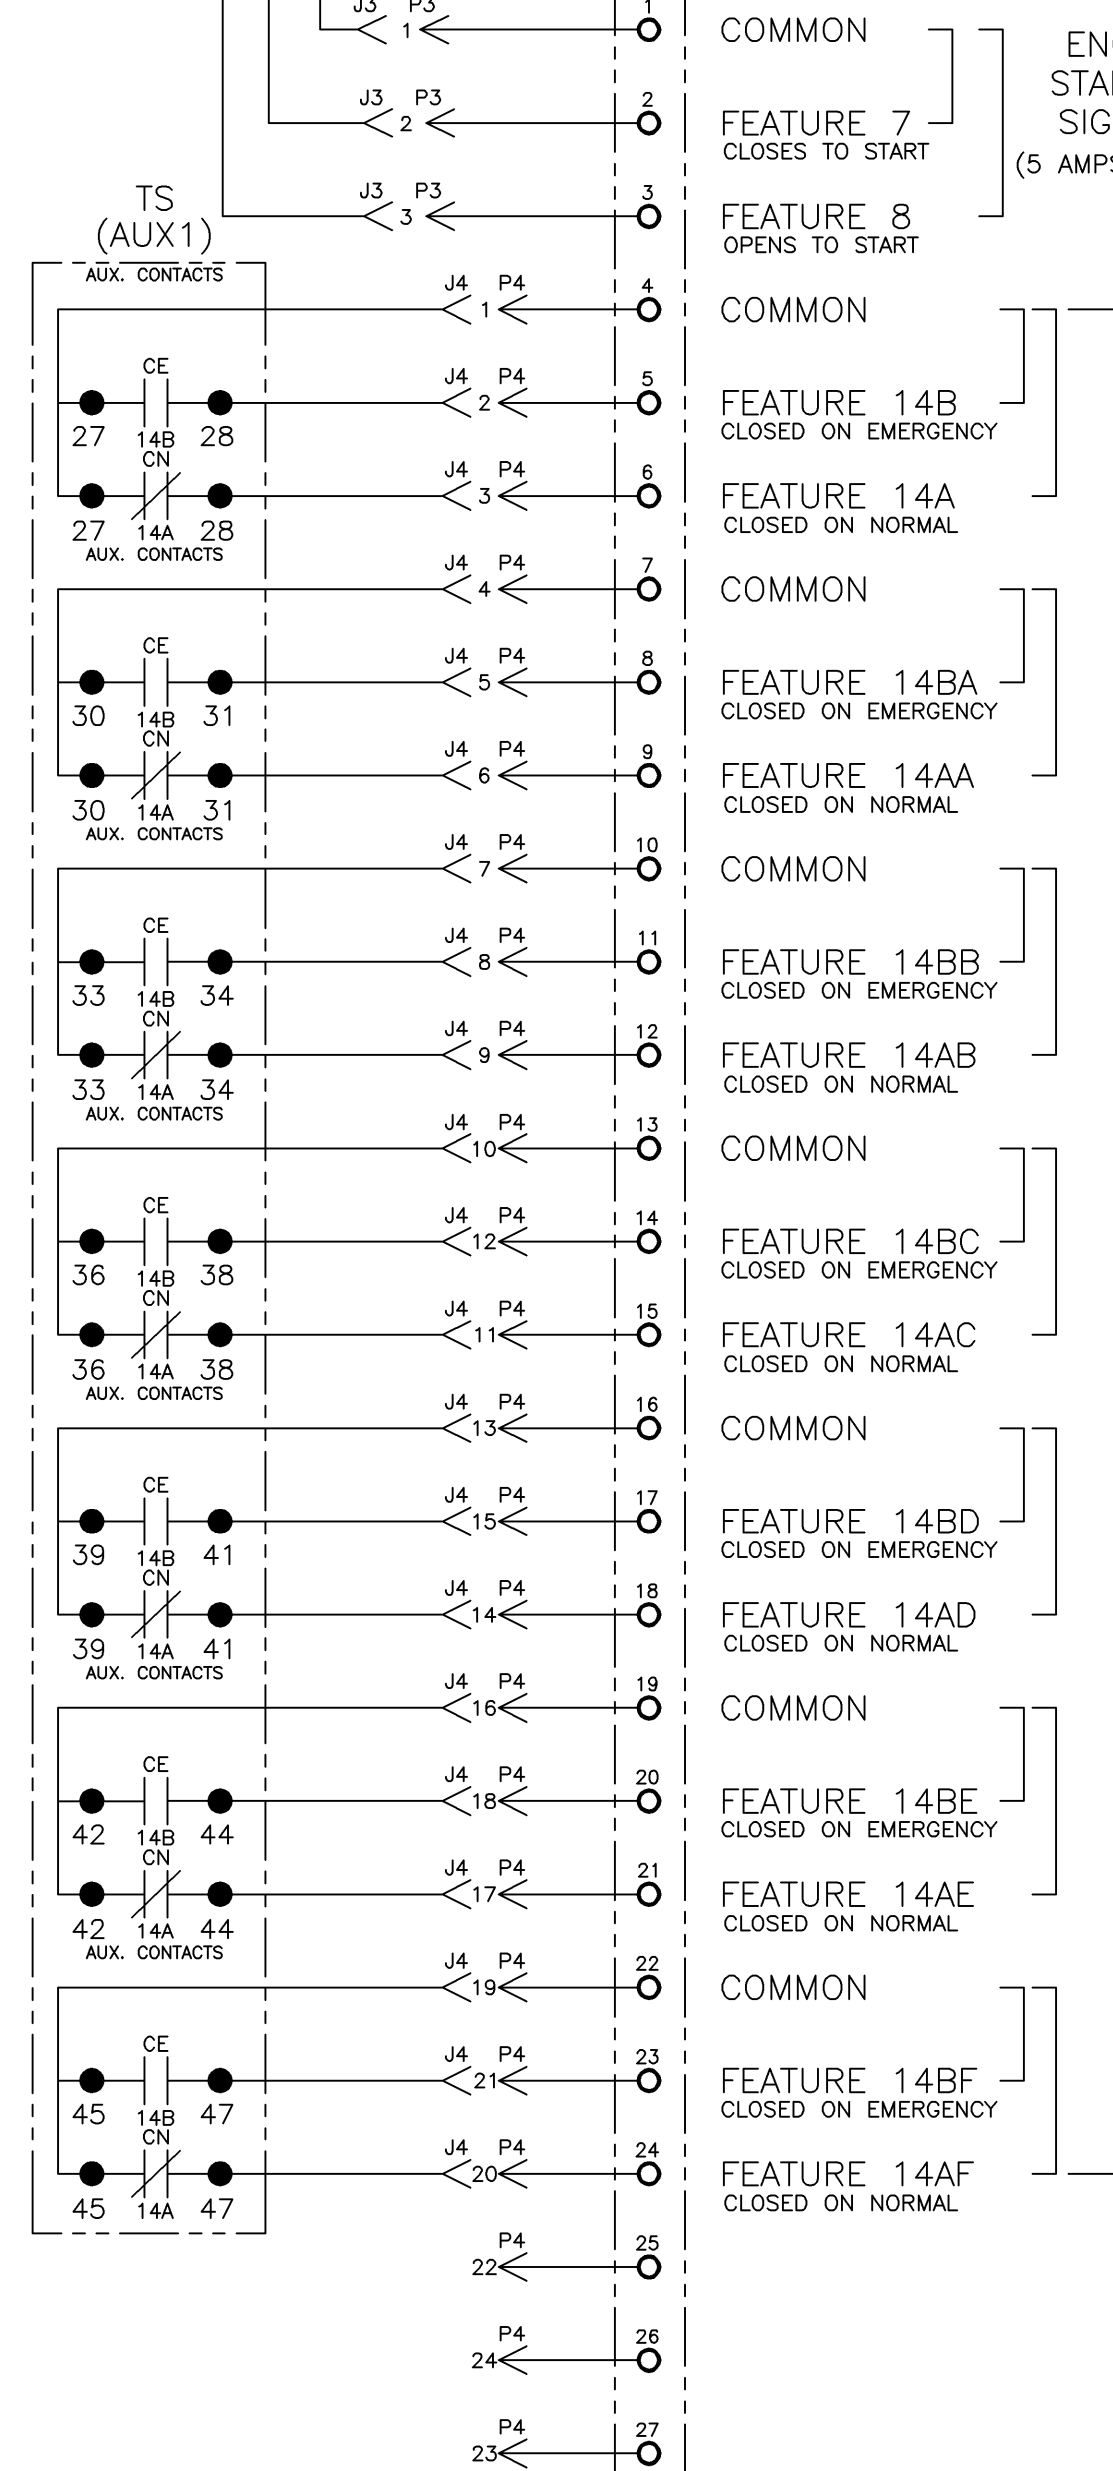 J3 P3 1
1 COMMON
J3 P3 2
2 FEATURE 7
CLOSES TO START
(5
J3 P3 3
3 FEATURE 8
OPENS TO START
TS
(AUX1)
AUX. CONTACTS
J4 P4 1
4 COMMON
CE
27 14B 28
J4 P4 2
5 FEATURE 14B
CLOSED ON EMERGENCY
CN
27 14A 28
J4 P4 3
6 FEATURE 14A
CLOSED ON NORMAL
AUX. CONTACTS
J4 P4 4
7 COMMON
CE
30 14B 31
J4 P4 5
8 FEATURE 14BA
CLOSED ON EMERGENCY
CN
30 14A 31
J4 P4 6
9 FEATURE 14AA
CLOSED ON NORMAL
AUX. CONTACTS
J4 P4 7
10 COMMON
CE
33 14B 34
J4 P4 8
11 FEATURE 14BB
CLOSED ON EMERGENCY
CN
33 14A 34
J4 P4 9
12 FEATURE 14AB
CLOSED ON NORMAL
AUX. CONTACTS
J4 P4 10
13 COMMON
CE
36 14B 38
J4 P4 12
14 FEATURE 14BC
CLOSED ON EMERGENCY
CN
36 14A 38
J4 P4 11
15 FEATURE 14AC
CLOSED ON NORMAL
AUX. CONTACTS
J4 P4 13
16 COMMON
CE
39 14B 41
J4 P4 15
17 FEATURE 14BD
CLOSED ON EMERGENCY
CN
39 14A 41
J4 P4 14
18 FEATURE 14AD
CLOSED ON NORMAL
AUX. CONTACTS
J4 P4 16
19 COMMON
CE
42 14B 44
J4 P4 18
20 FEATURE 14BE
CLOSED ON EMERGENCY
CN
42 14A 44
J4 P4 17
21 FEATURE 14AE
CLOSED ON NORMAL
AUX. CONTACTS
J4 P4 19
22 COMMON
CE
45 14B 47
J4 P4 21
23 FEATURE 14BF
CLOSED ON EMERGENCY
CN
45 14A 47
J4 P4 20
24 FEATURE 14AF
CLOSED ON NORMAL
P4 22
25
P4 24
26
P4 23
27